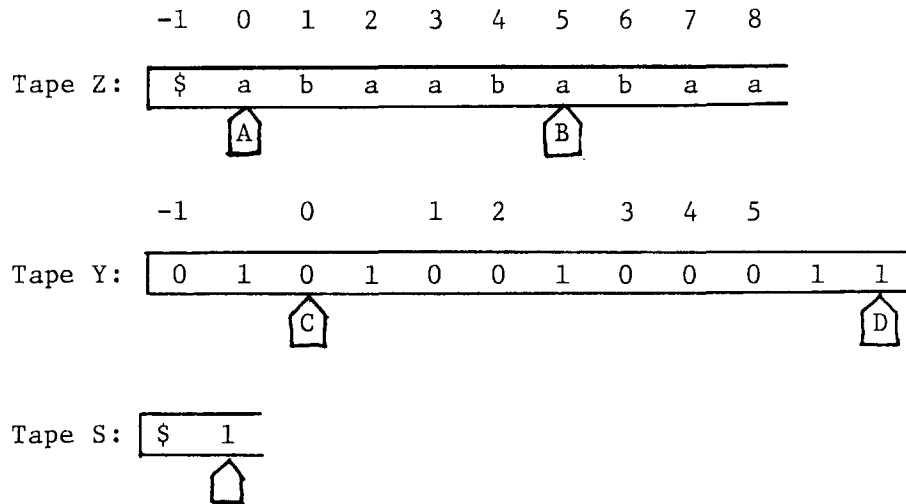 -1 0 1 2 3 4 5 6 7 8
Tape Z: $ a b a a b a b a a
A B
-1 0 1 2 3 4 5
Tape Y: 0 1 0 1 0 0 1 0 0 0 1 1
C D
Tape S: $ 1